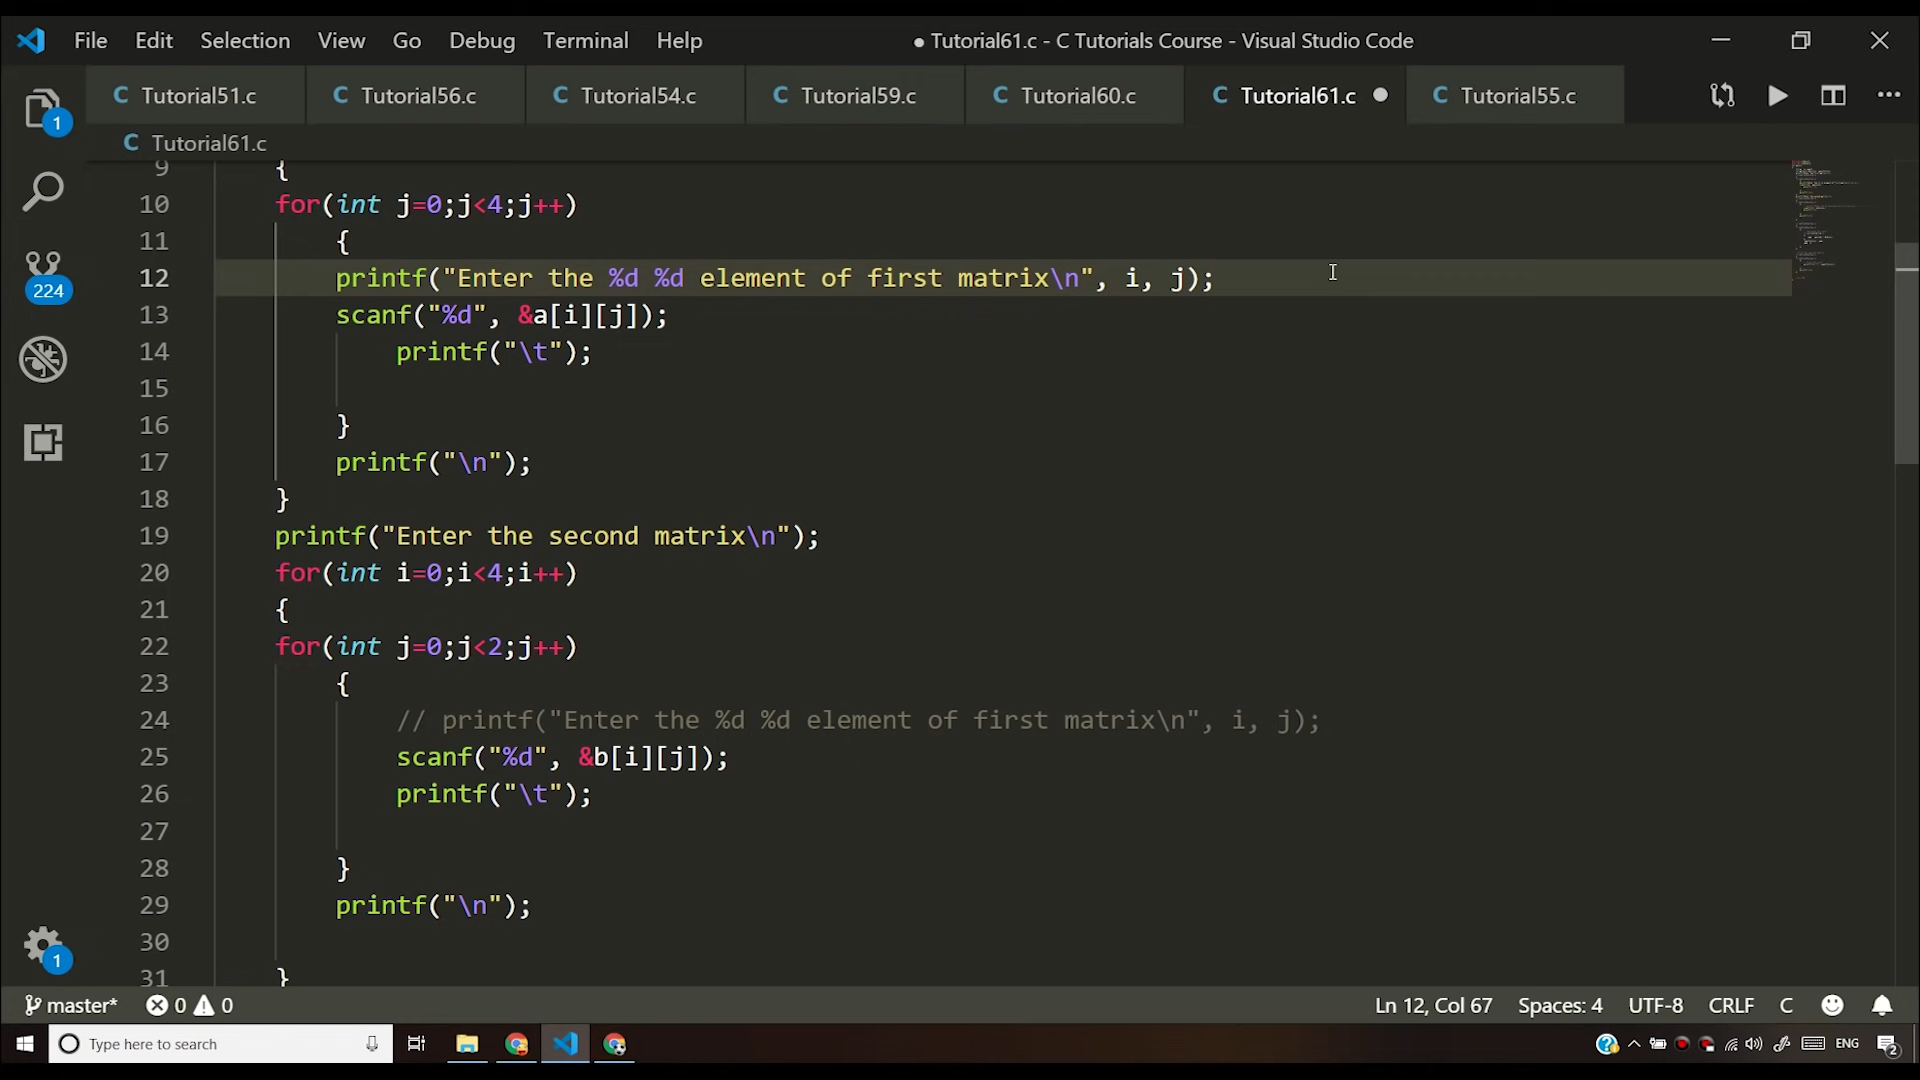 File Edit Selection View Go Debug Terminal Help ● Tutorial61.c - C Tutorials Course - Visual Studio Code
C Tutorial51.c C Tutorial56.c C Tutorial54.c C Tutorial59.c C Tutorial60.c C Tutorial61.c ● C Tutorial55.c
1
C Tutorial61.c
9 {
10 for(int j=0;j<4;j++)
11 {
12 printf("Enter the %d %d element of first matrix\n", i, j);
224
13 scanf("%d", &a[i][j]);
14 printf("\t");
15
16 }
17 printf("\n");
18 }
19 printf("Enter the second matrix\n");
20 for(int i=0;i<4;i++)
21 {
22 for(int j=0;j<2;j++)
23 {
24 // printf("Enter the %d %d element of first matrix\n", i, j);
25 scanf("%d", &b[i][j]);
26 printf("\t");
27
28 }
29 printf("\n");
30
1
31 }
master* 0 0 Ln 12, Col 67 Spaces: 4 UTF-8 CRLF C
Type here to search ENG 2